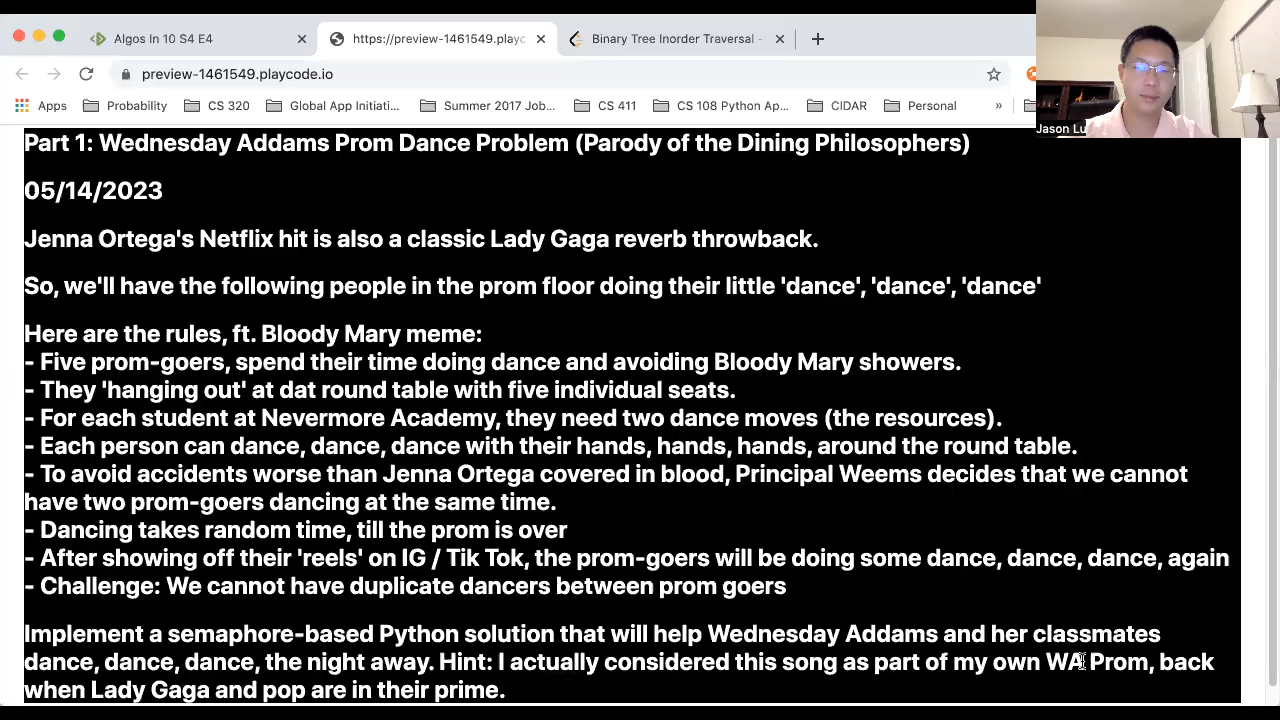 Algos In 10 S4 E4
https://preview-1461549.playc
Binary Tree Inorder Traversal -
preview-1461549.playcode.io
Apps
Probability
CS 320
Global App Initiati...
Summer 2017 Job...
CS 411
CS 108 Python Ap...
CIDAR
Personal
»
Jason Lu
Part 1: Wednesday Addams Prom Dance Problem (Parody of the Dining Philosophers)
05/14/2023
Jenna Ortega's Netflix hit is also a classic Lady Gaga reverb throwback.
So, we'll have the following people in the prom floor doing their little 'dance', 'dance', 'dance'
Here are the rules, ft. Bloody Mary meme:
- Five prom-goers, spend their time doing dance and avoiding Bloody Mary showers.
- They 'hanging out' at dat round table with five individual seats.
- For each student at Nevermore Academy, they need two dance moves (the resources).
- Each person can dance, dance, dance with their hands, hands, hands, around the round table.
- To avoid accidents worse than Jenna Ortega covered in blood, Principal Weems decides that we cannot
have two prom-goers dancing at the same time.
- Dancing takes random time, till the prom is over
- After showing off their 'reels' on IG / Tik Tok, the prom-goers will be doing some dance, dance, dance, again
- Challenge: We cannot have duplicate dancers between prom goers
Implement a semaphore-based Python solution that will help Wednesday Addams and her classmates
dance, dance, dance, the night away. Hint: I actually considered this song as part of my own WA Prom, back
when Lady Gaga and pop are in their prime.